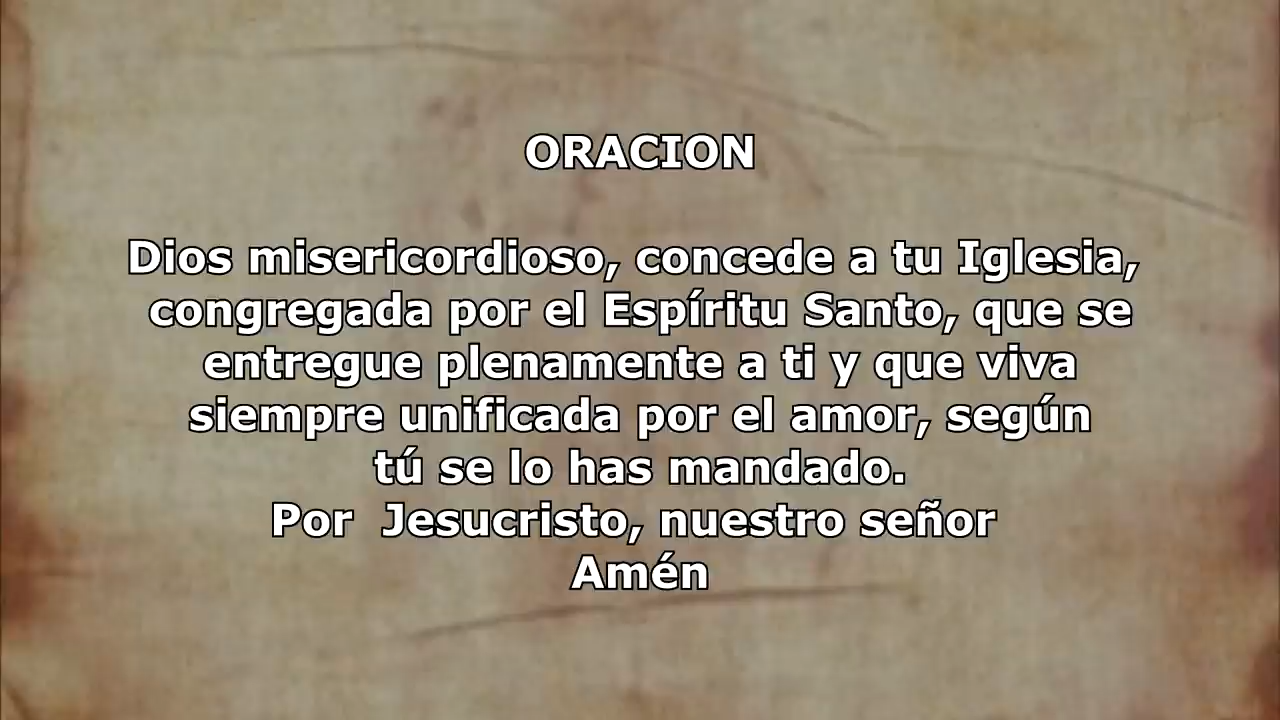 ORACION
Dios misericordioso, concede a tu Iglesia,
congregada por el Espíritu Santo, que se
entregue plenamente a ti y que viva
siempre unificada por el amor, según
tú se lo has mandado.
Por  Jesucristo, nuestro señor
Amén